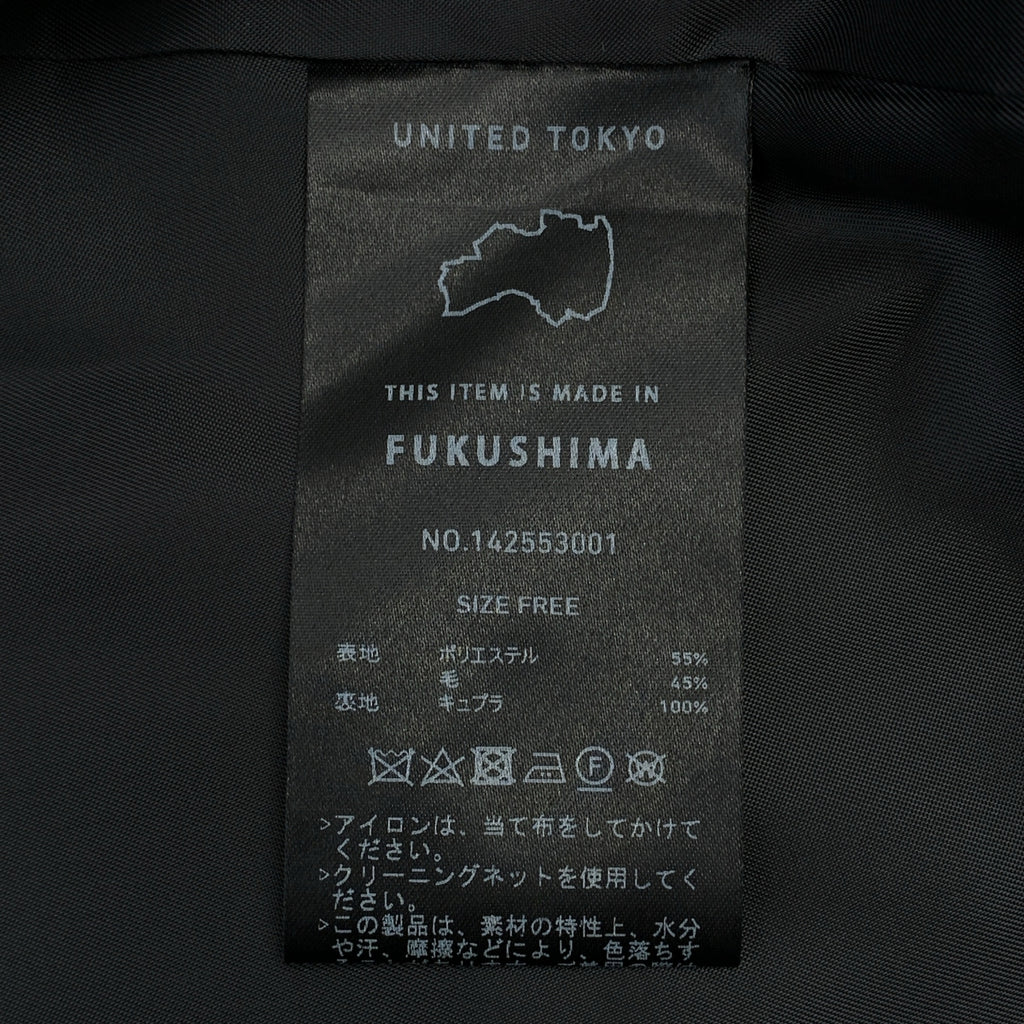 UNITED TOKYO
THIS ITEM IS MADE IN
FUKUSHIMA
NO.142553001
SIZE FREE
表地 ポリエステル 55%
毛 45%
裏地 キュプラ 100%
F
W
>アイロンは、当て布をしてかけて
ください。
>クリーニングネットを使用してく
ださい。
>この製品は、素材の特性上、水分
や汗、摩擦などにより、色落ちす